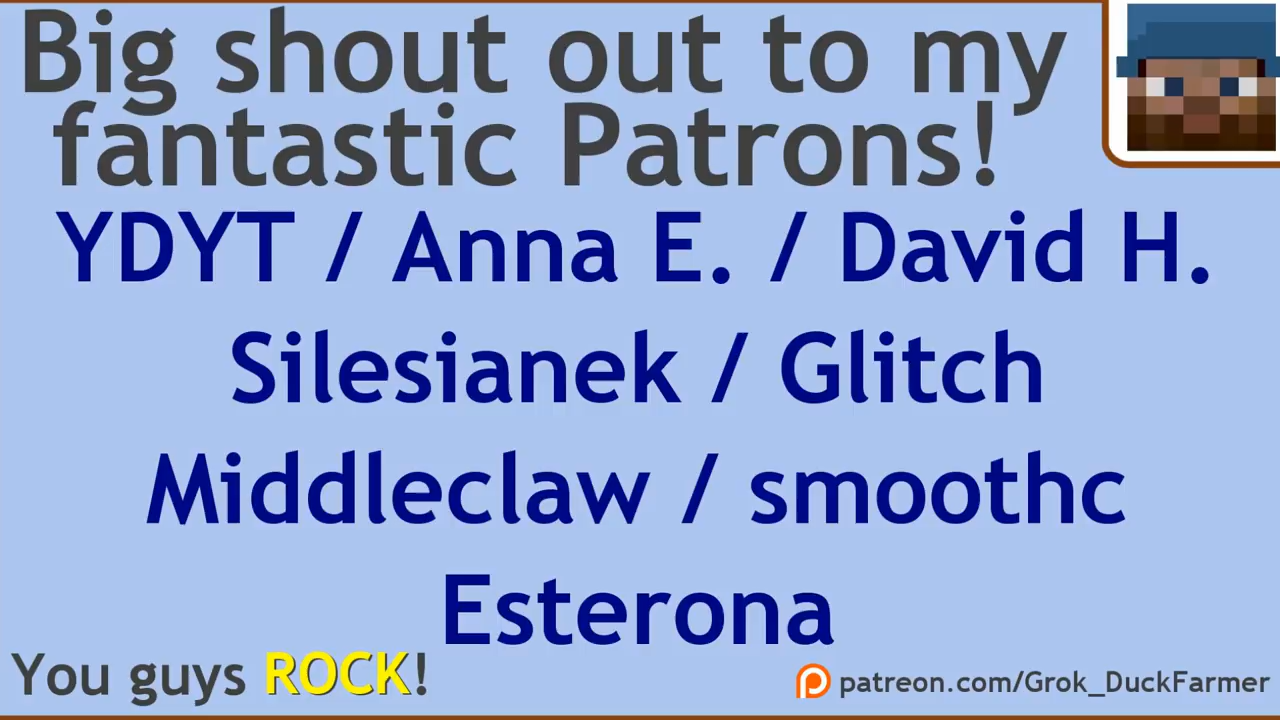 Big shout out to my
fantastic Patrons!
YDYT / Anna E. / David H.
Silesianek / Glitch
Middleclaw / smoothc
Esterona
You guys ROCK!
patreon.com/Grok_DuckFarmer